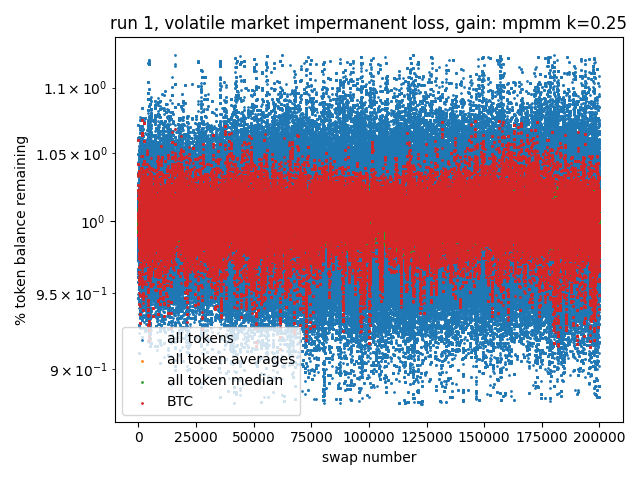 run 1, volatile market impermanent loss, gain: mpmm k=0.25
% token balance remaining
1.1 × 10⁰
1.05 × 10⁰
10⁰
9.5 × 10⁻¹
9 × 10⁻¹
all tokens
all token averages
all token median
BTC
0 25000 50000 75000 100000 125000 150000 175000 200000
swap number